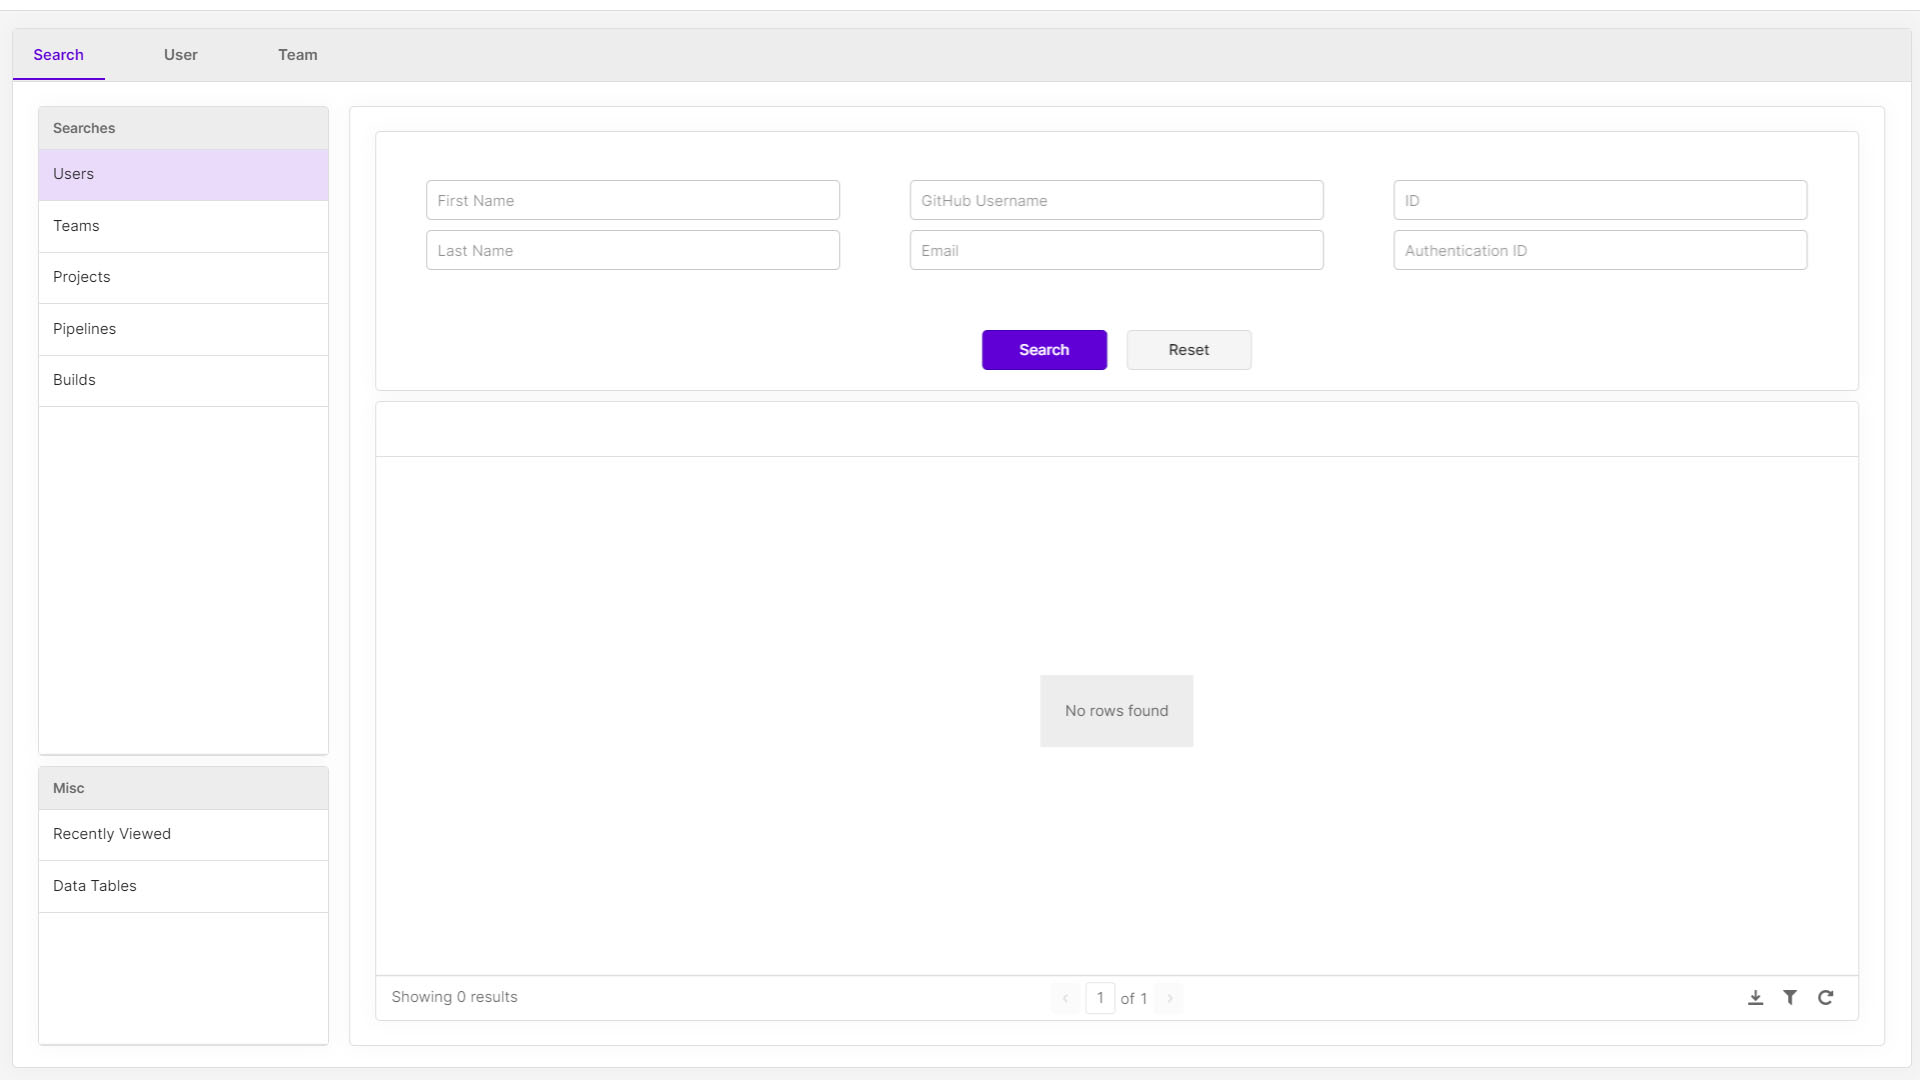 Search User Team
Searches
Users
Teams
Projects
Pipelines
Builds
Misc
Recently Viewed
Data Tables
First Name GitHub Username ID
Last Name Email Authentication ID
Search Reset
No rows found
Showing 0 results 1 of 1